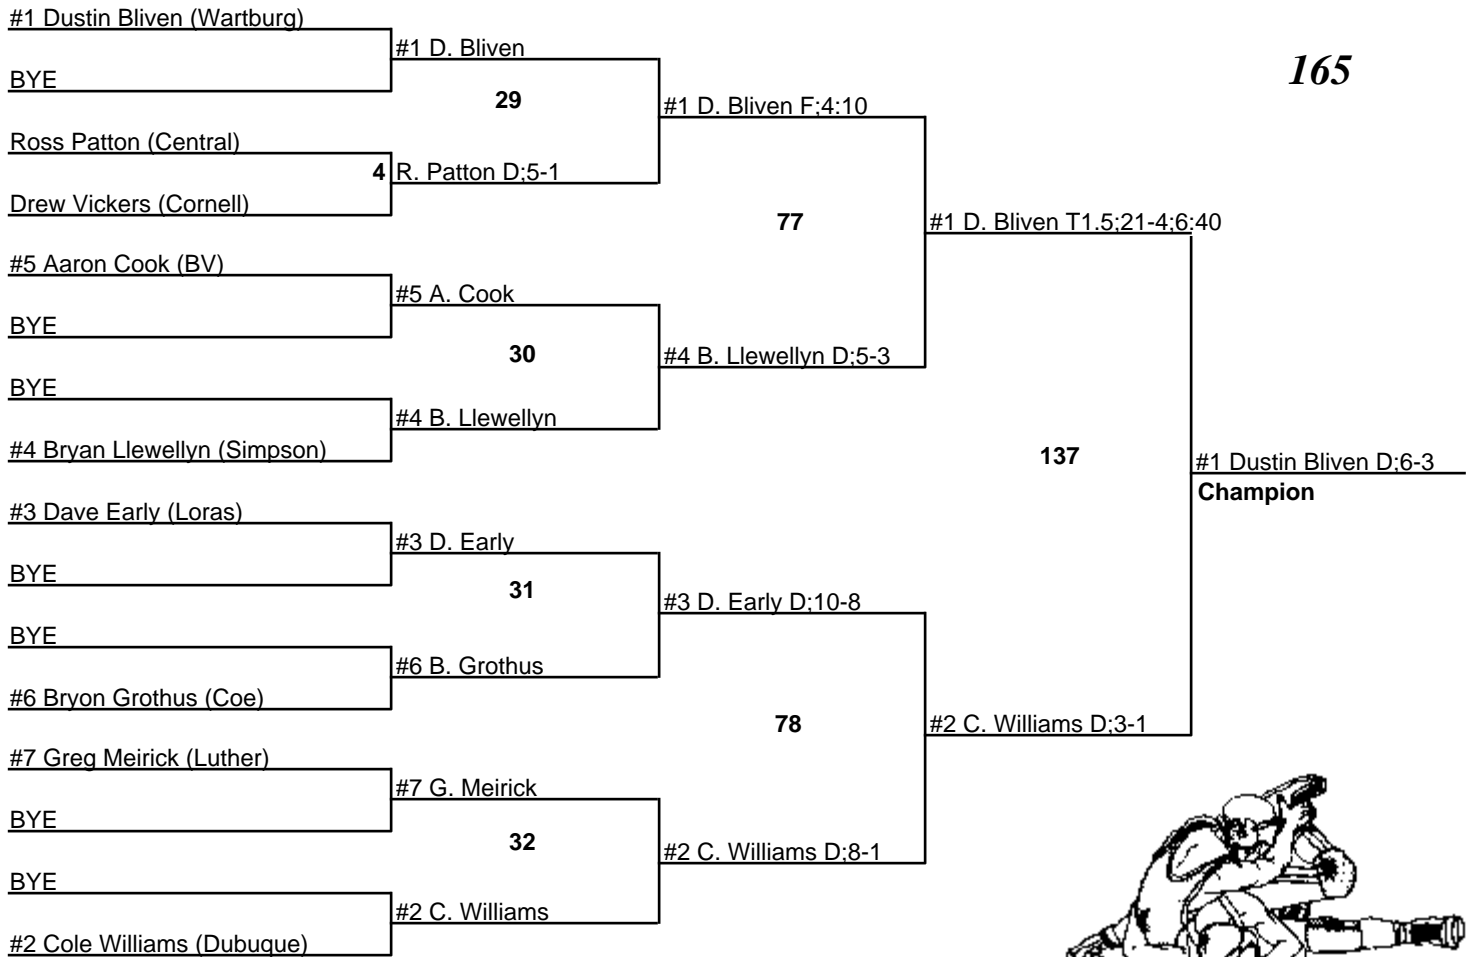 #1 Dustin Bliven (Wartburg)
#1 D. Bliven
165
BYE
29
#1 D. Bliven F;4:10
Ross Patton (Central)
4 R. Patton D;5-1
Drew Vickers (Cornell)
77
#1 D. Bliven T1.5;21-4;6:40
#5 Aaron Cook (BV)
#5 A. Cook
BYE
30
#4 B. Llewellyn D;5-3
BYE
#4 B. Llewellyn
#4 Bryan Llewellyn (Simpson)
137
#1 Dustin Bliven D;6-3
Champion
#3 Dave Early (Loras)
#3 D. Early
BYE
31
#3 D. Early D;10-8
BYE
#6 B. Grothus
#6 Bryon Grothus (Coe)
78
#2 C. Williams D;3-1
#7 Greg Meirick (Luther)
#7 G. Meirick
BYE
32
#2 C. Williams D;8-1
BYE
#2 C. Williams
#2 Cole Williams (Dubuque)